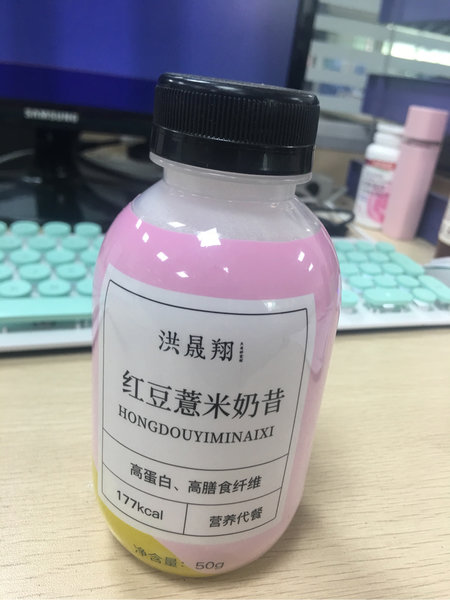 SAMSUNG
洪晟翔
红豆薏米奶昔
HONGDOUYIMINAIXI
高蛋白、高膳食纤维
177kcal
营养代餐
净含量：50g